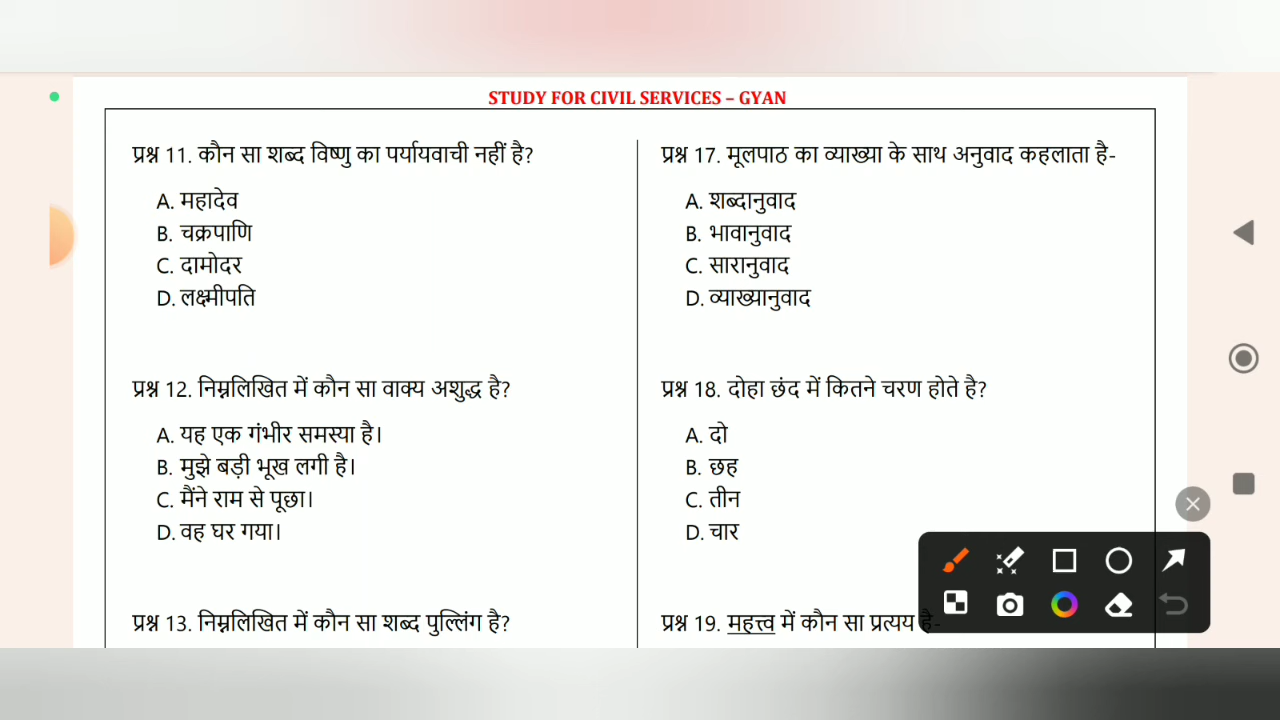 STUDY FOR CIVIL SERVICES – GYAN
प्रश्न 11. कौन सा शब्द विष्णु का पर्यायवाची नहीं है?
A. महादेव
B. चक्रपाणि
C. दामोदर
D. लक्ष्मीपति
प्रश्न 12. निम्नलिखित में कौन सा वाक्य अशुद्ध है?
A. यह एक गंभीर समस्या है।
B. मुझे बड़ी भूख लगी है।
C. मैंने राम से पूछा।
D. वह घर गया।
प्रश्न 13. निम्नलिखित में कौन सा शब्द पुल्लिंग है?
प्रश्न 17. मूलपाठ का व्याख्या के साथ अनुवाद कहलाता है-
A. शब्दानुवाद
B. भावानुवाद
C. सारानुवाद
D. व्याख्यानुवाद
प्रश्न 18. दोहा छंद में कितने चरण होते है?
A. दो
B. छह
C. तीन
D. चार
प्रश्न 19. महत्त्व में कौन सा प्रत्यय है-